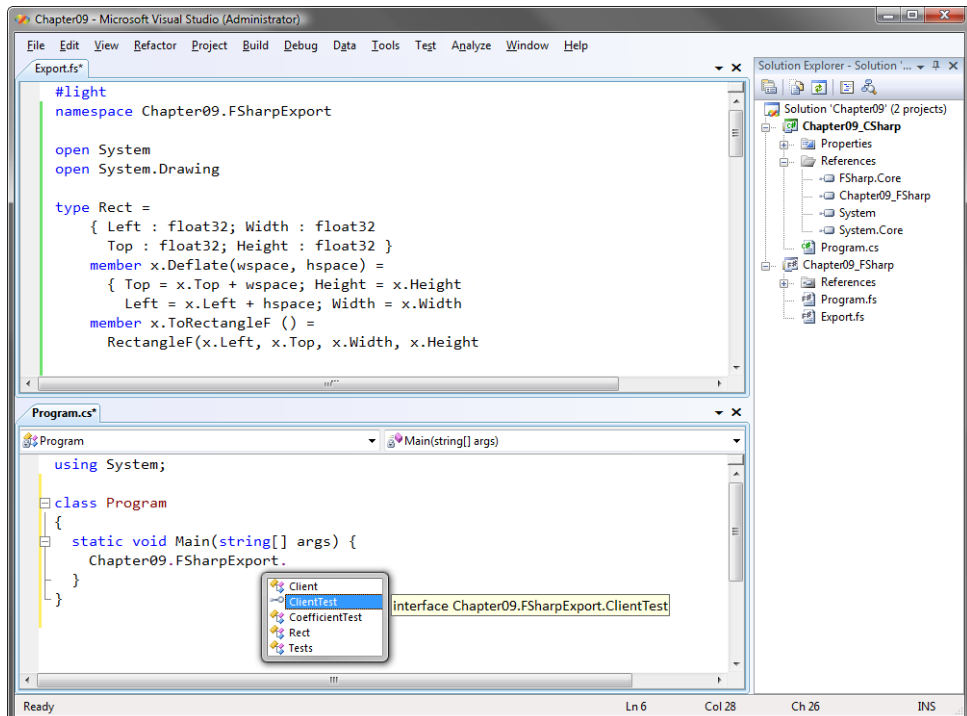 Chapter09 - Microsoft Visual Studio (Administrator)
File Edit View Refactor Project Build Debug Data Tools Test Analyze Window Help
Export.fs*
#light
namespace Chapter09.FSharpExport
open System
open System.Drawing
type Rect =
{ Left : float32; Width : float32
Top : float32; Height : float32 }
member x.Deflate(wspace, hspace) =
{ Top = x.Top + wspace; Height = x.Height
Left = x.Left + hspace; Width = x.Width
member x.ToRectangleF () =
RectangleF(x.Left, x.Top, x.Width, x.Height
Program.cs*
Program
Main(string[] args)
using System;
class Program
{
static void Main(string[] args) {
Chapter09.FSharpExport.
}
}
Client
ClientTest
CoefficientTest
Rect
Tests
interface Chapter09.FSharpExport.ClientTest
Solution Explorer - Solution '...
Solution 'Chapter09' (2 projects)
Chapter09_CSharp
Properties
References
FSharp.Core
Chapter09_FSharp
System
System.Core
Program.cs
Chapter09_FSharp
References
Program.fs
Export.fs
Ready
Ln 6
Col 28
Ch 26
INS